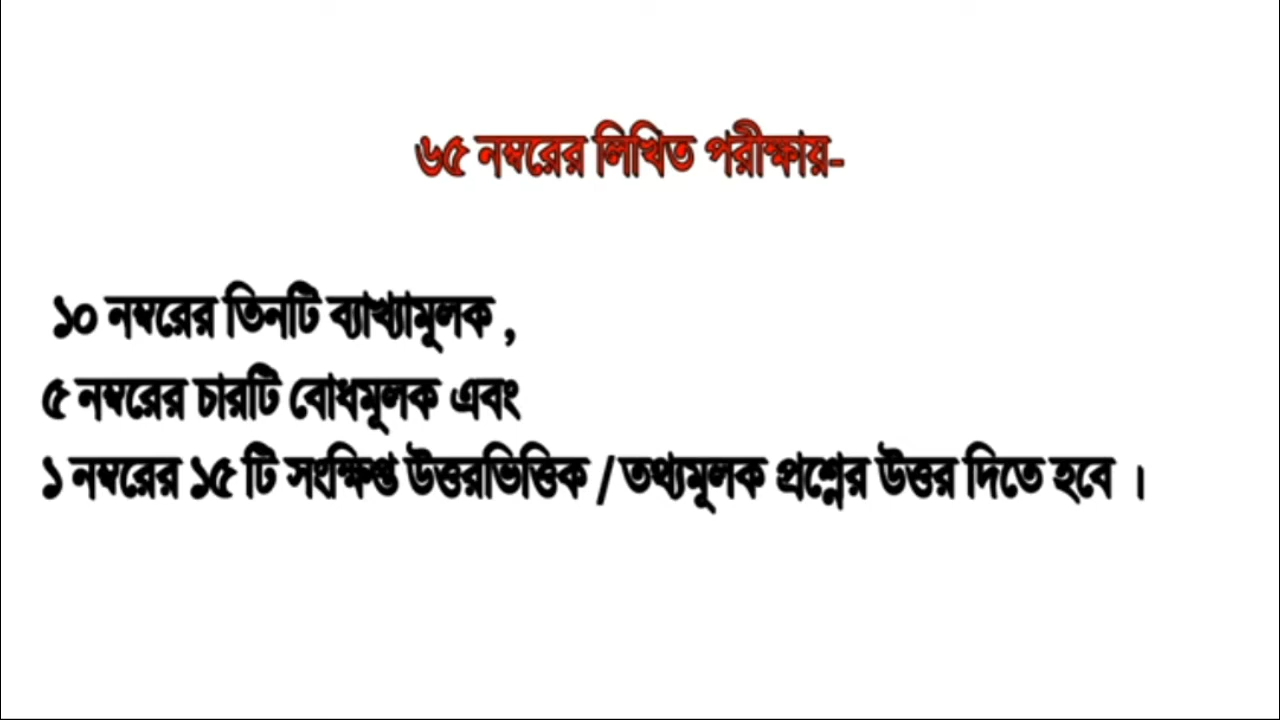 ৬৫ নম্বরের লিখিত পরীক্ষায়-
১০ নম্বরের তিনটি ব্যাখ্যামূলক ,
৫ নম্বরের চারটি বোধমূলক এবং
১ নম্বরের ১৫ টি সংক্ষিপ্ত উত্তরভিত্তিক / তথ্যমূলক প্রশ্নের উত্তর দিতে হবে ।